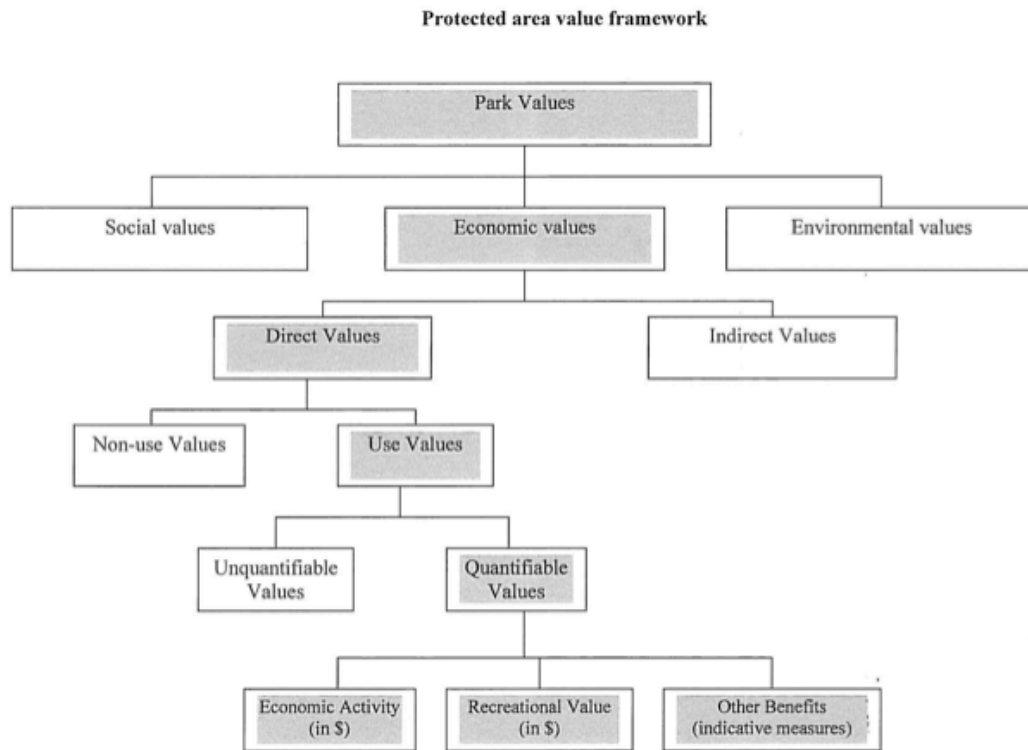 Protected area value framework
Park Values
Social values
Economic values
Environmental values
Direct Values
Indirect Values
Non-use Values
Use Values
Unquantifiable
Values
Quantifiable
Values
Economic Activity
(in $)
Recreational Value
(in $)
Other Benefits
(indicative measures)